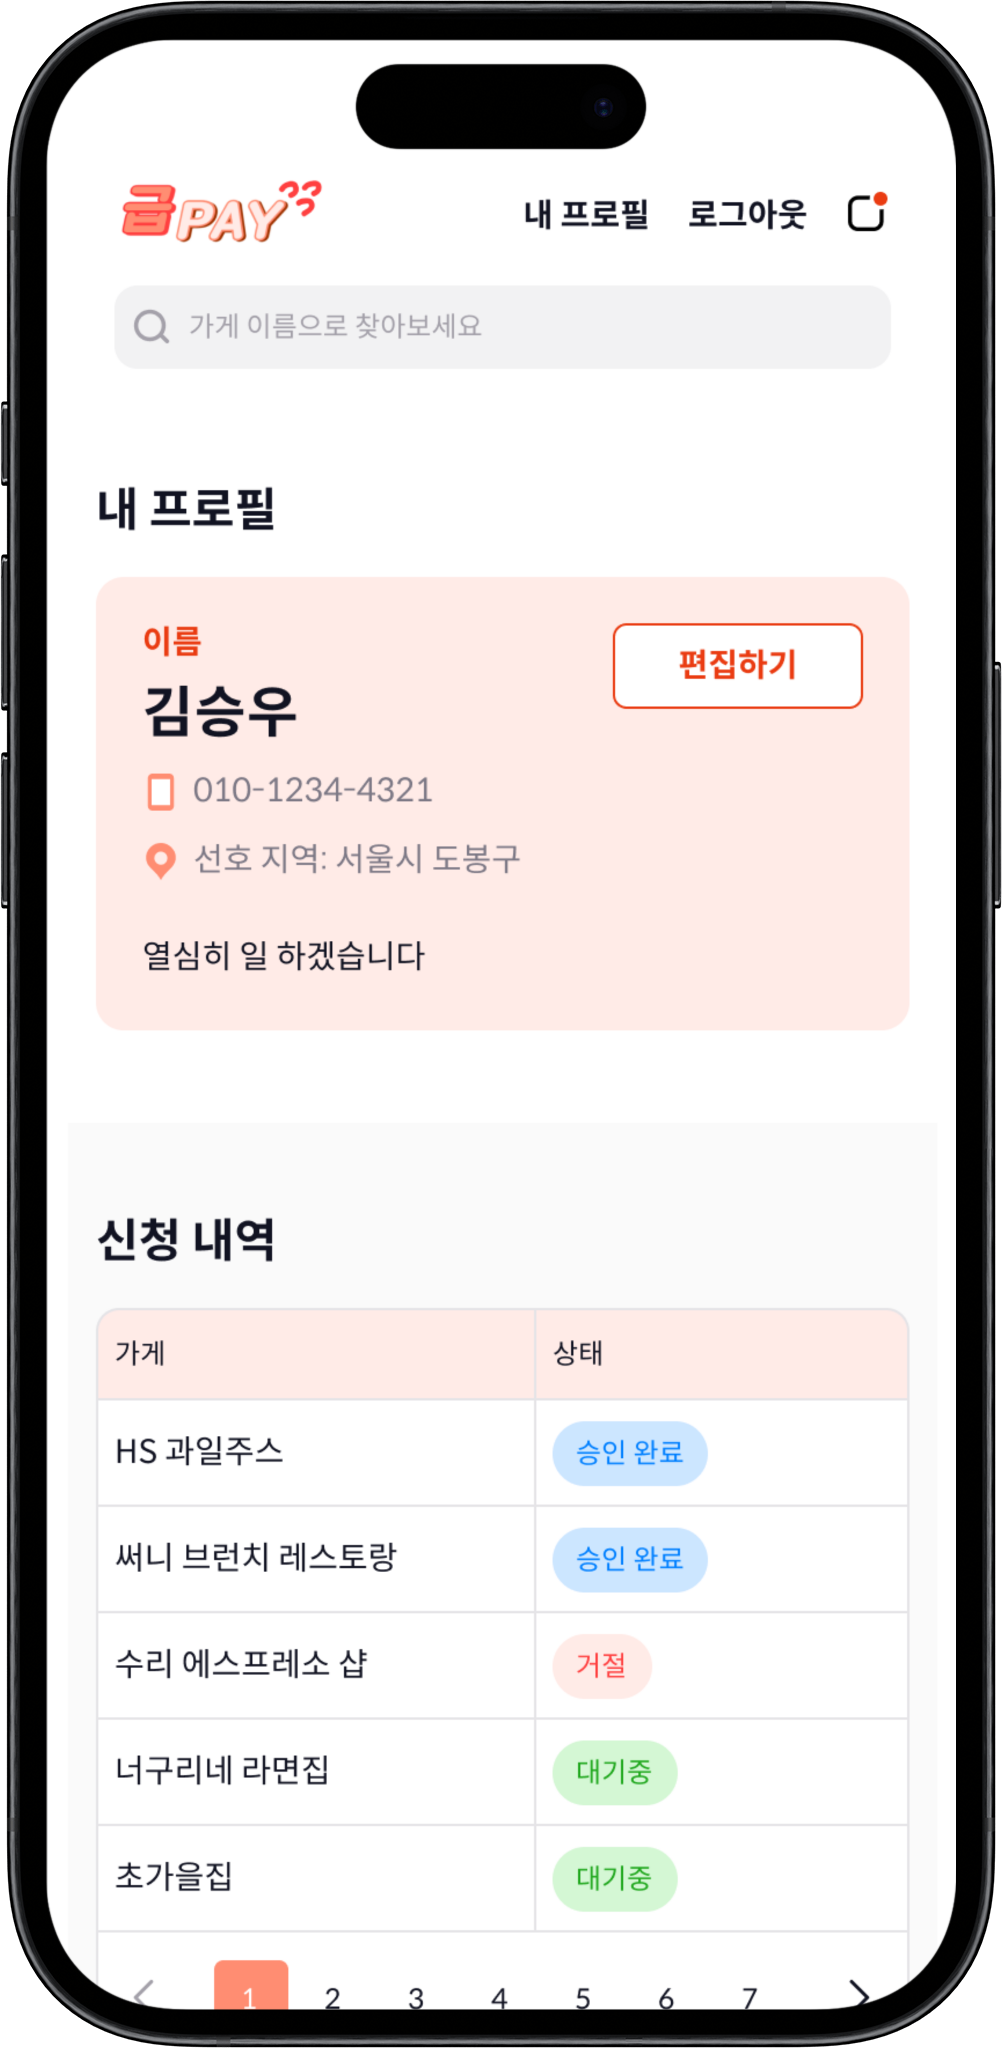 급PAY
내 프로필 로그아웃
가게 이름으로 찾아보세요
내 프로필
이름
편집하기
김승우
010-1234-4321
선호 지역: 서울시 도봉구
열심히 일 하겠습니다
신청 내역
가게 상태
HS 과일주스 승인 완료
써니 브런치 레스토랑 승인 완료
수리 에스프레소 샵 거절
너구리네 라면집 대기중
초가을집 대기중
1 2 3 4 5 6 7